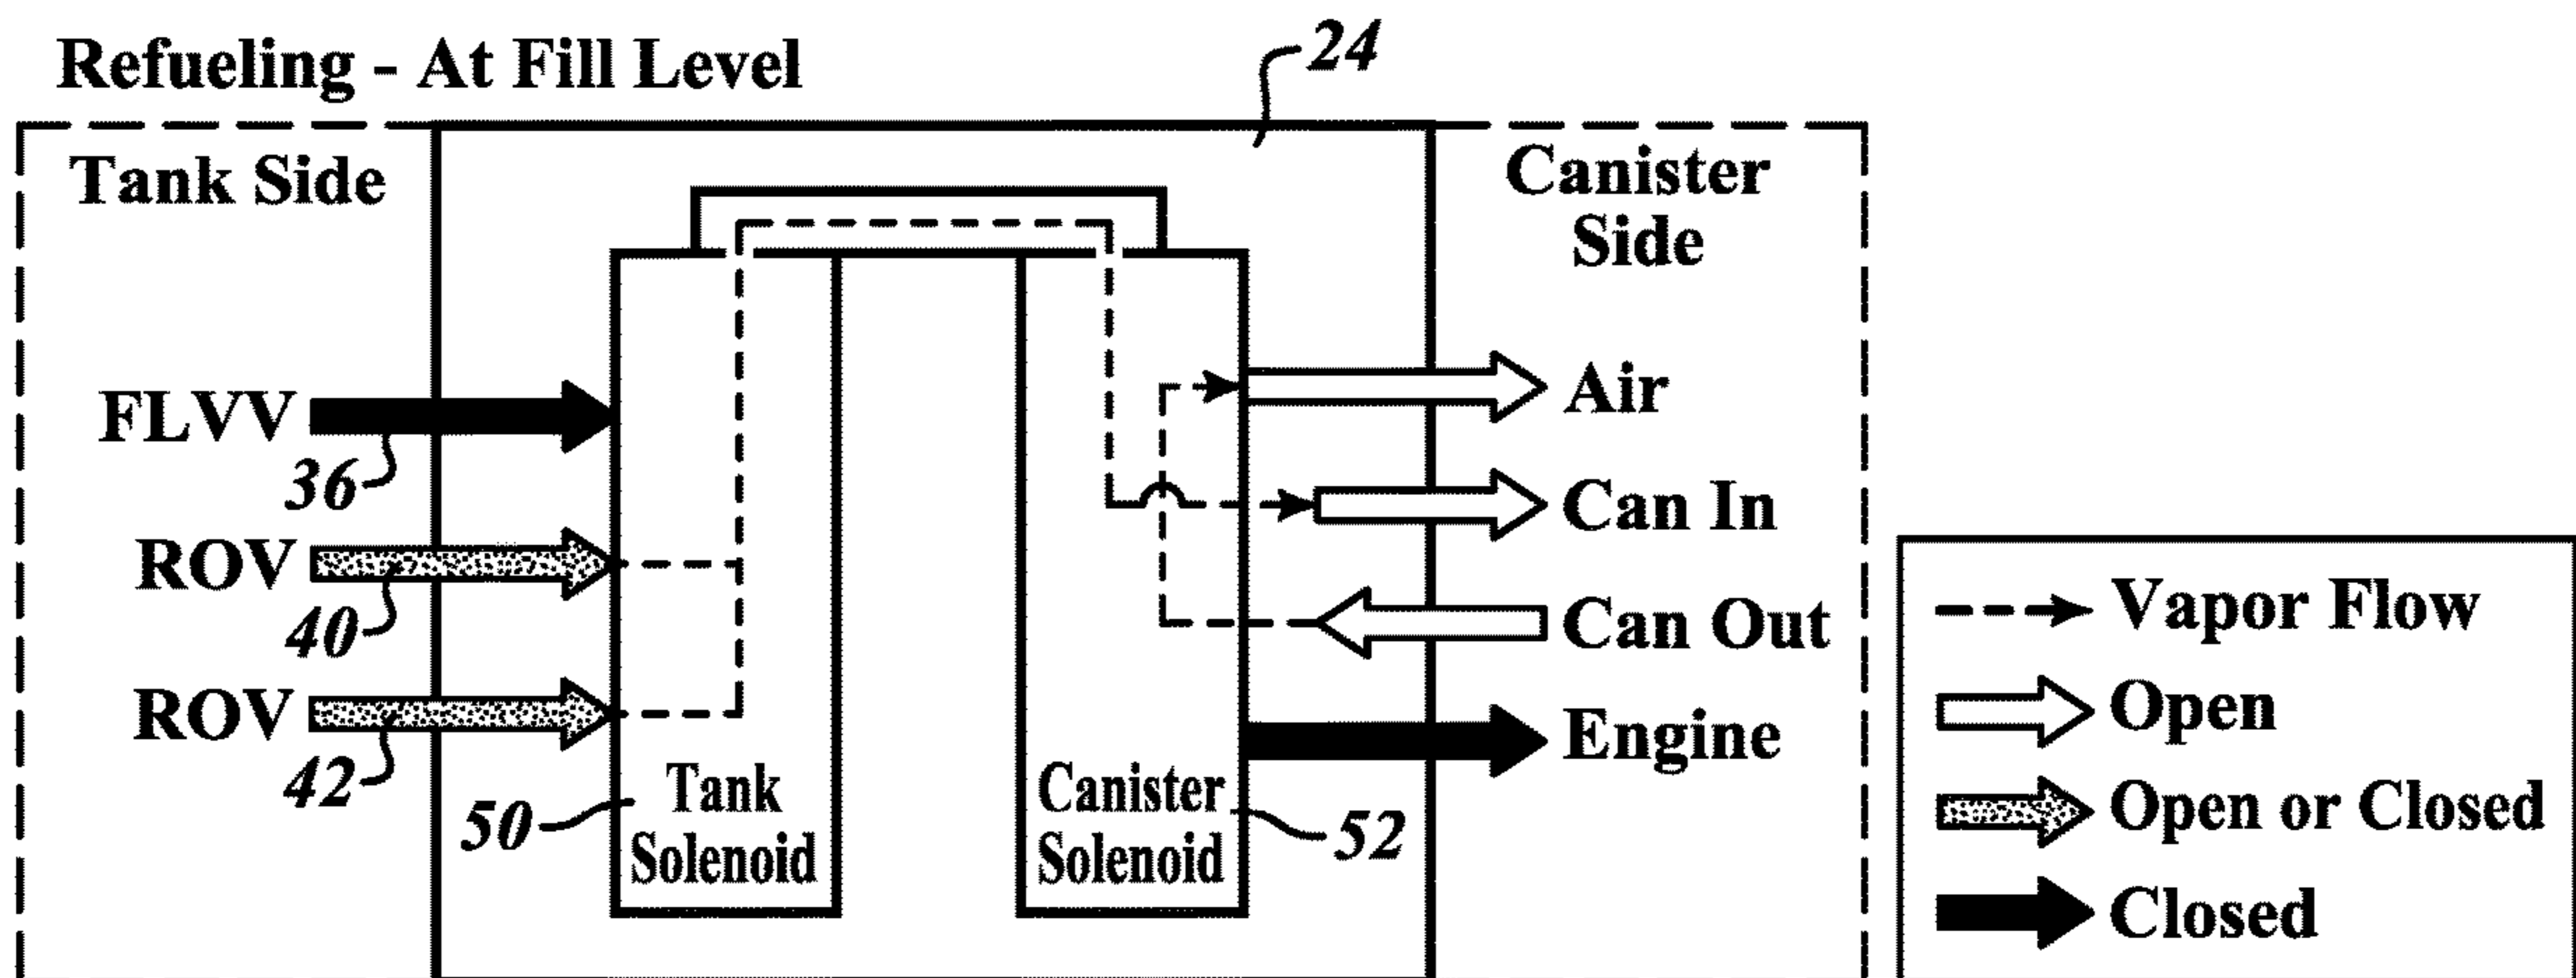 Refueling - At Fill Level
24
Tank Side
Canister
Side
FLVV
36
ROV
40
ROV
42
50
Tank
Solenoid
Canister
Solenoid
52
Air
Can In
Can Out
Engine
Vapor Flow
Open
Open or Closed
Closed